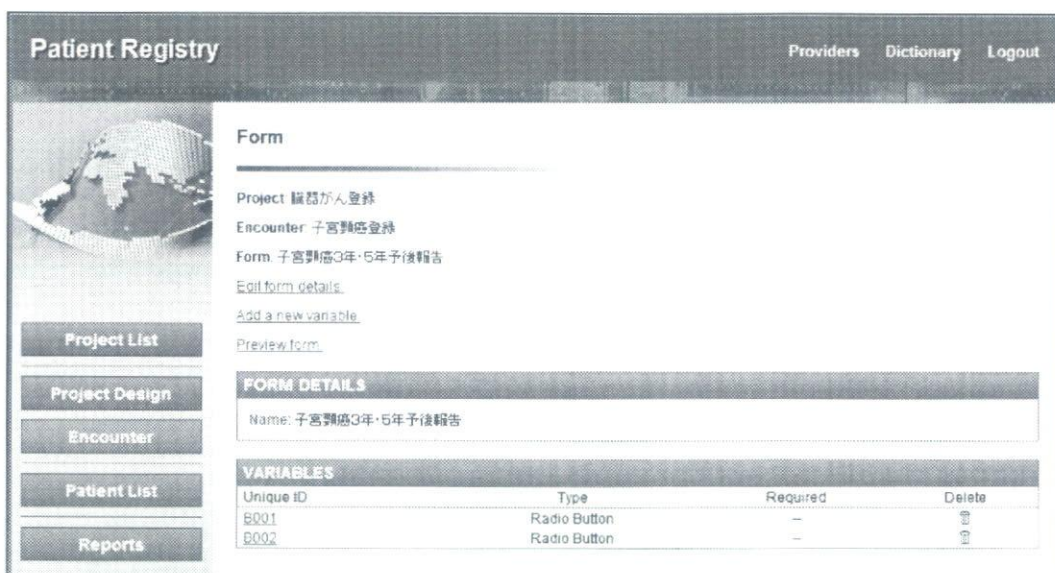 Patient Registry
Providers Dictionary Logout
Form
Project 臓器がん登録
Encounter 子宮頸癌登録
Form 子宮頸癌3年・5年予後報告
Edit form details.
Add a new variable.
Preview form.
Project List
Project Design
Encounter
Patient List
Reports
FORM DETAILS
Name: 子宮頸癌3年・5年予後報告
VARIABLES
Unique ID Type Required Delete
B001 Radio Button –
B002 Radio Button –